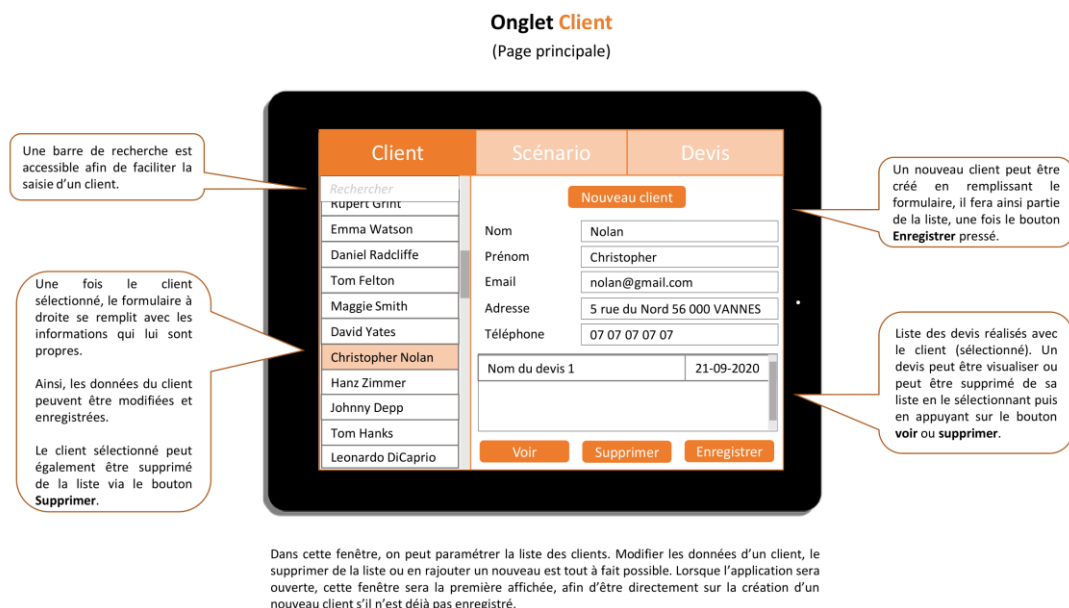 Onglet Client
(Page principale)
Une barre de recherche est
accessible afin de faciliter la
saisie d'un client.
Une fois le client
sélectionné, le formulaire à
droite se remplit avec les
informations qui lui sont
propres.
Ainsi, les données du client
peuvent être modifiées et
enregistrées.
Le client sélectionné peut
également être supprimé
de la liste via le bouton
Supprimer.
Client
Scénario
Devis
Rechercher
Rupert Grint
Emma Watson
Daniel Radcliffe
Tom Felton
Maggie Smith
David Yates
Christopher Nolan
Hanz Zimmer
Johnny Depp
Tom Hanks
Leonardo DiCaprio
Nouveau client
Nom Nolan
Prénom Christopher
Email nolan@gmail.com
Adresse 5 rue du Nord 56 000 VANNES
Téléphone 07 07 07 07 07
Nom du devis 1 21-09-2020
Voir
Supprimer
Enregistrer
Un nouveau client peut être
créé en remplissant le
formulaire, il fera ainsi partie
de la liste, une fois le bouton
Enregistrer pressé.
Liste des devis réalisés avec
le client (sélectionné). Un
devis peut être visualiser ou
peut être supprimé de sa
liste en le sélectionnant puis
en appuyant sur le bouton
voir ou supprimer.
Dans cette fenêtre, on peut paramétrer la liste des clients. Modifier les données d'un client, le
supprimer de la liste ou en rajouter un nouveau est tout à fait possible. Lorsque l'application sera
ouverte, cette fenêtre sera la première affichée, afin d'être directement sur la création d'un
nouveau client s'il n'est déjà pas enregistré.